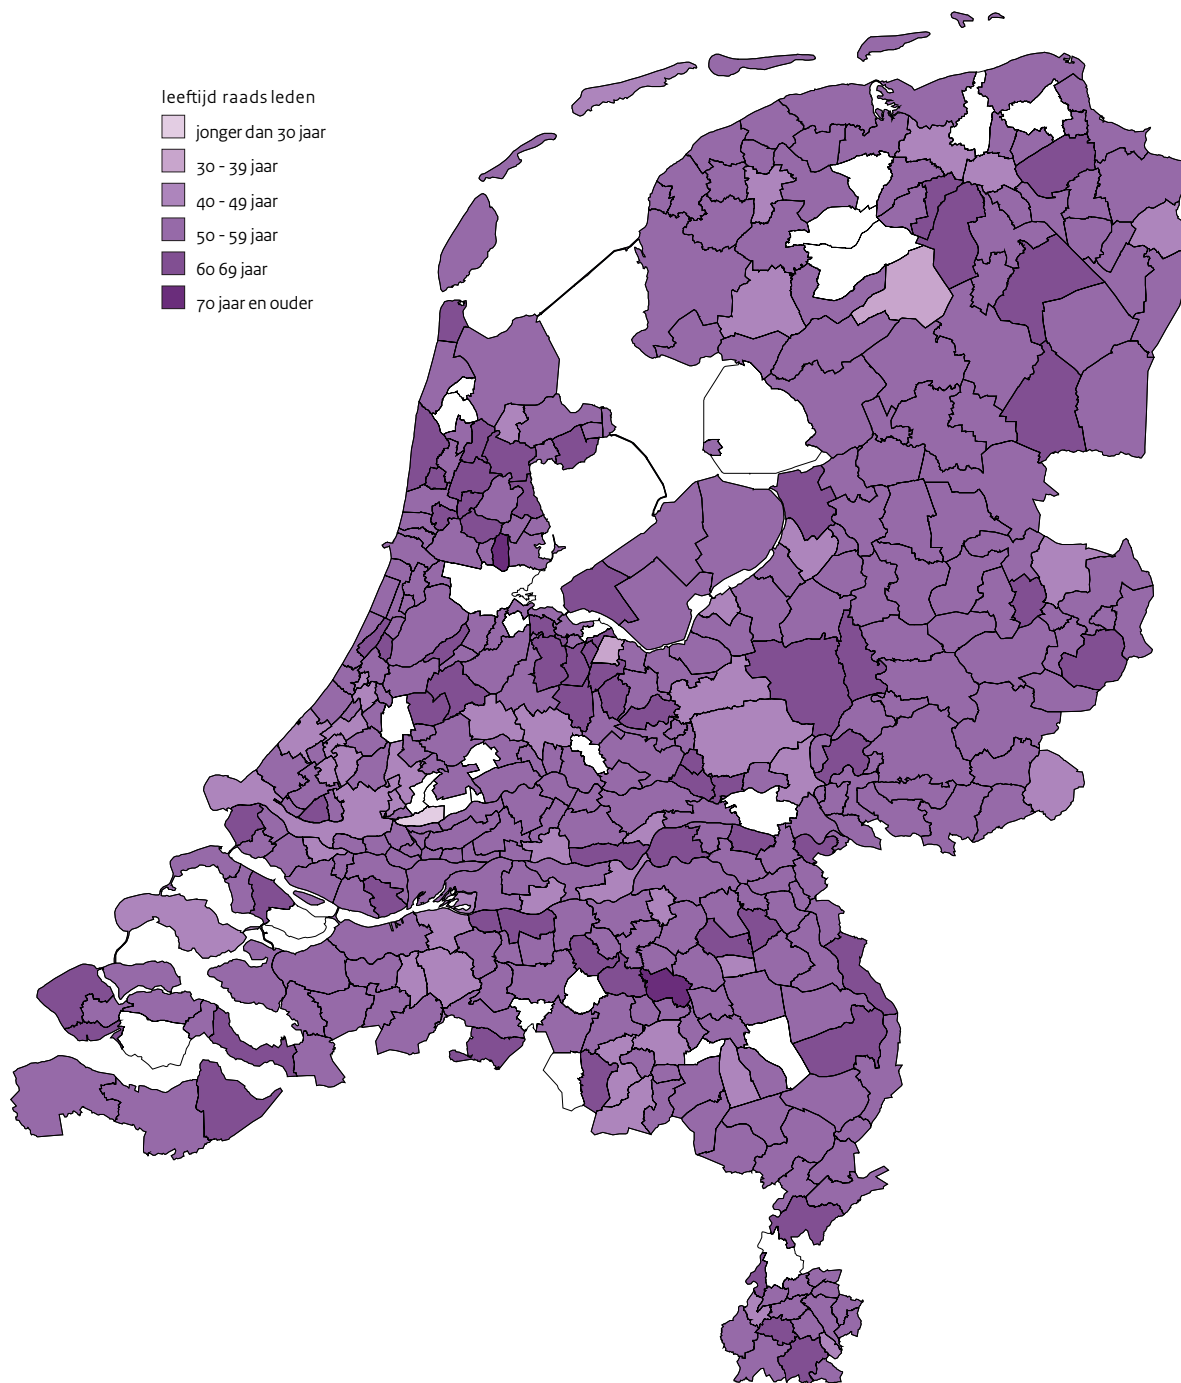 leeftijd raads leden
jonger dan 30 jaar
30 - 39 jaar
40 - 49 jaar
50 - 59 jaar
60 69 jaar
70 jaar en ouder